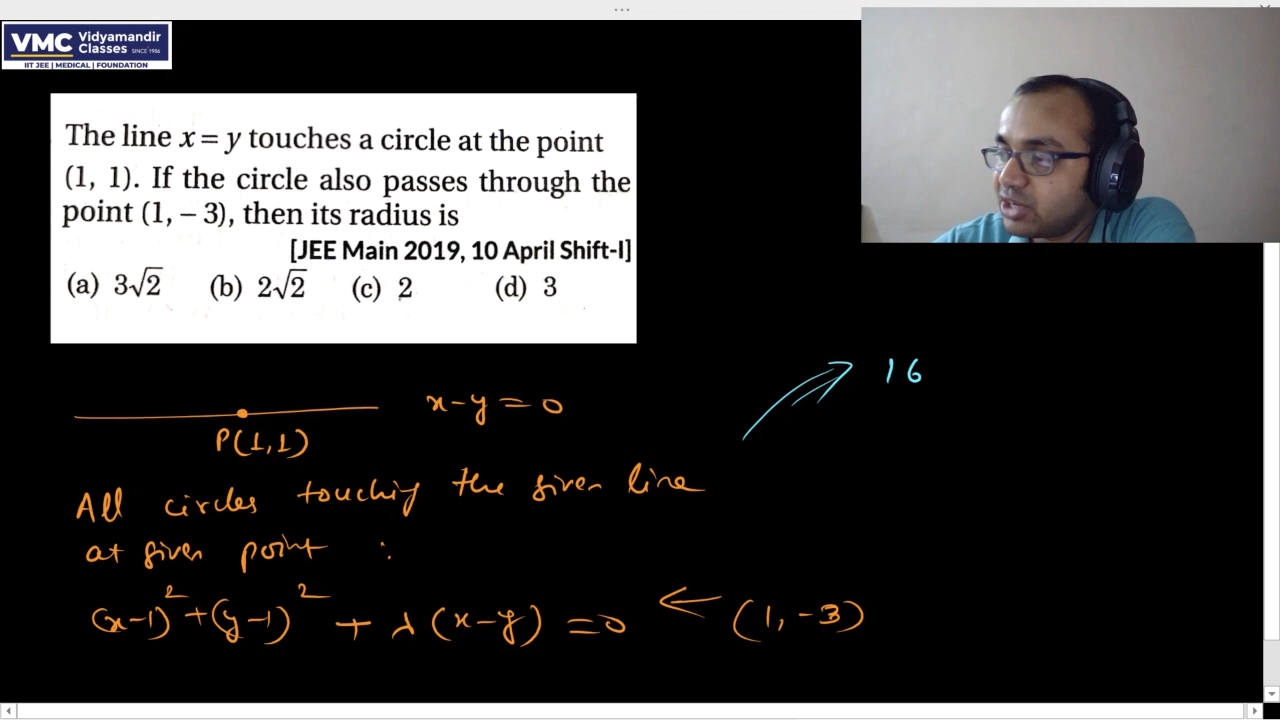 VMC Vidyamandir Classes SINCE 1986
IIT JEE | MEDICAL | FOUNDATION
The line x = y touches a circle at the point
(1, 1). If the circle also passes through the
point (1, – 3), then its radius is
[JEE Main 2019, 10 April Shift-I]
(a) 3√2 (b) 2√2 (c) 2 (d) 3
x-y=0
P(1,1)
16
All circles touching the given line
at given point :
(x-1)²+(y-1)² + λ(x-y) =0 ← (1,-3)